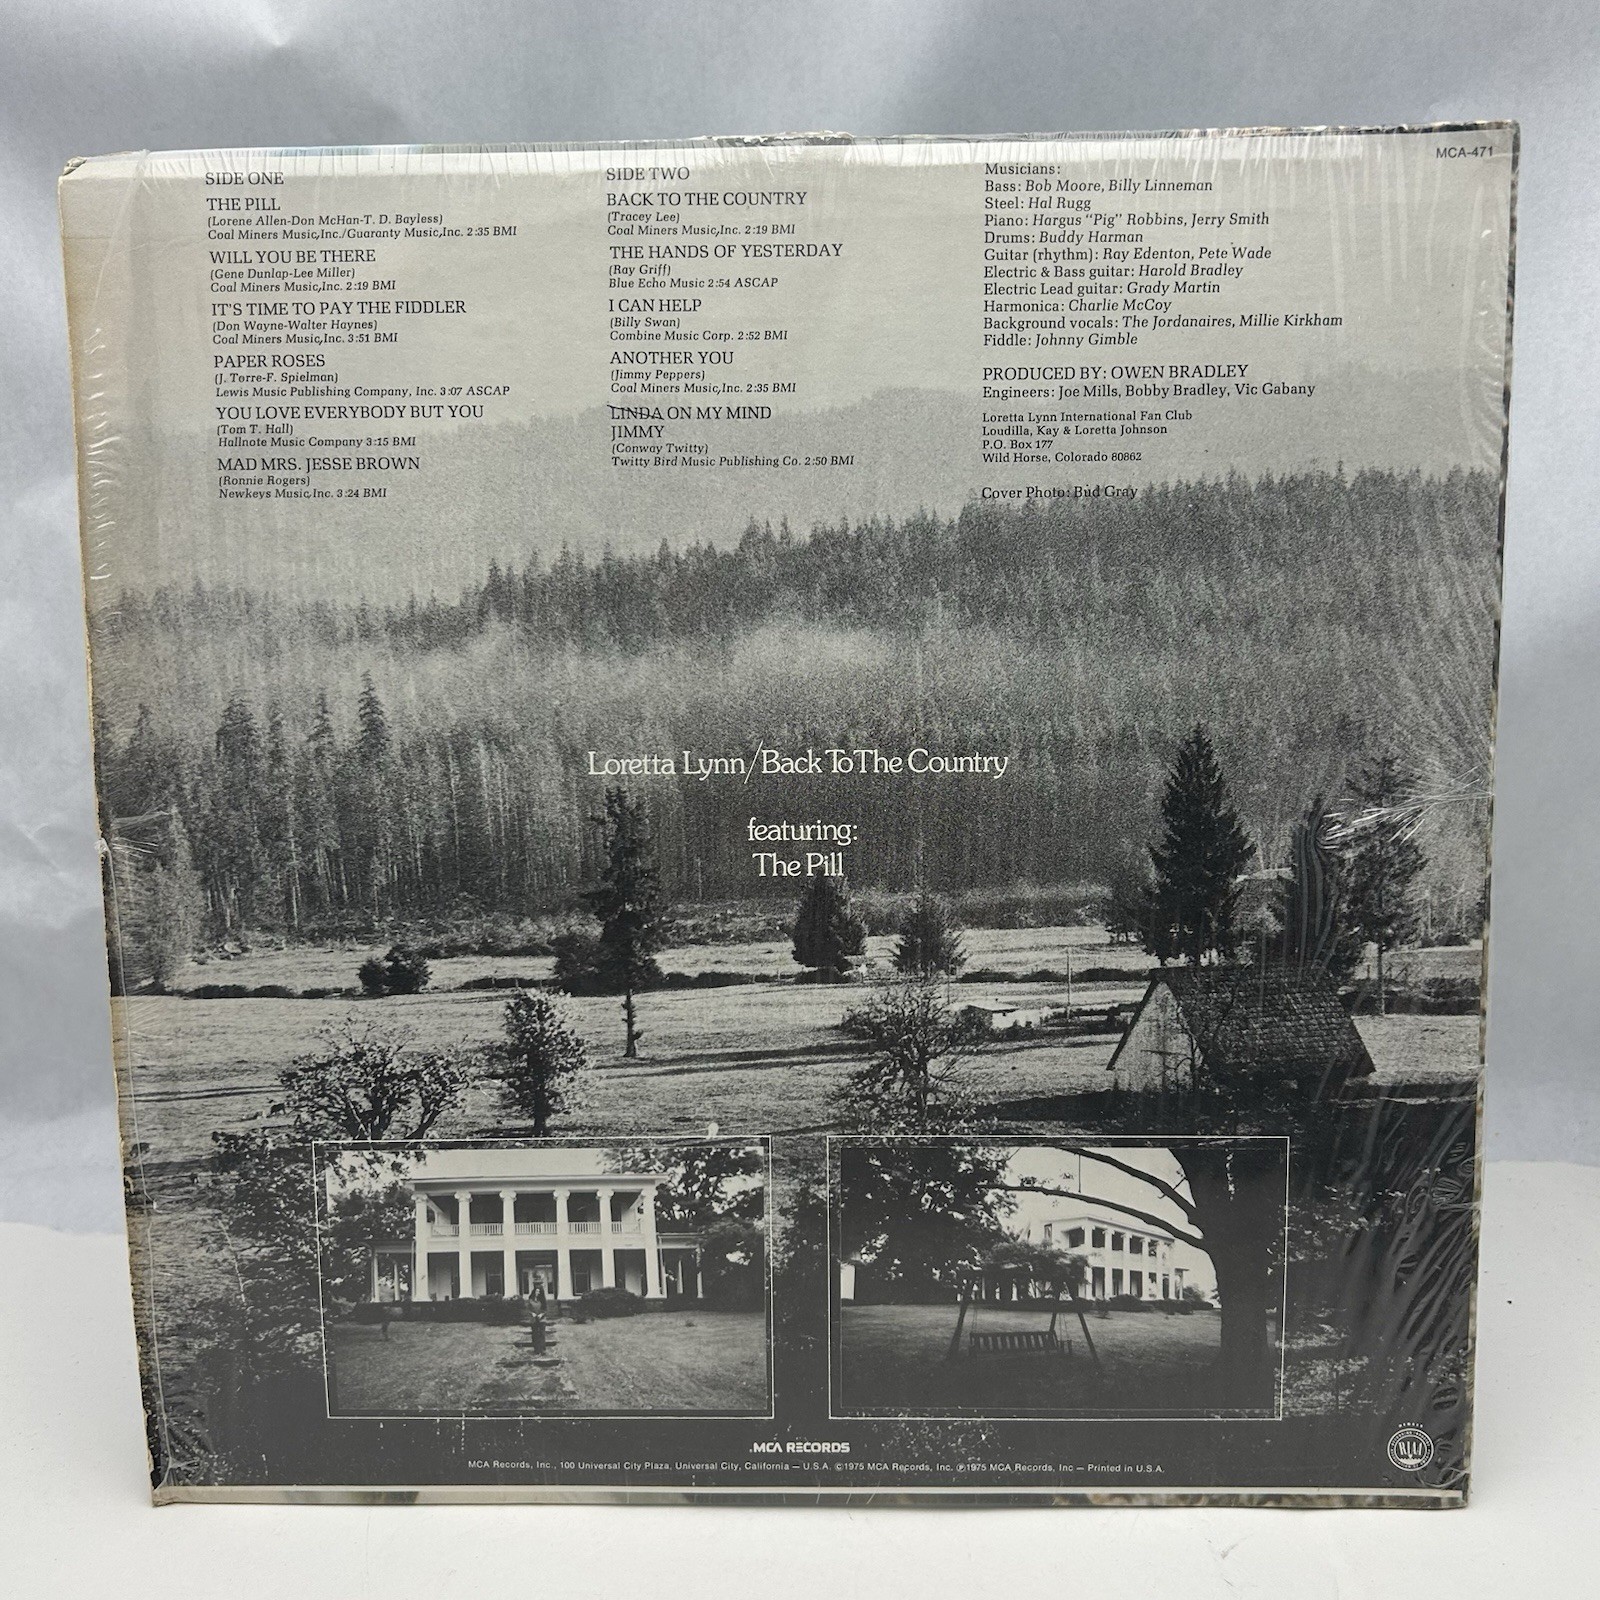 MCA-471
SIDE ONE
THE PILL
(Lorene Allen-Don McHan-T. D. Bayless)
Coal Miners Music,Inc./Guaranty Music,Inc. 2:35 BMI
WILL YOU BE THERE
(Gene Dunlap-Lee Miller)
Coal Miners Music,Inc. 2:19 BMI
IT'S TIME TO PAY THE FIDDLER
(Don Wayne-Walter Haynes)
Coal Miners Music,Inc. 3:51 BMI
PAPER ROSES
(J. Torre-F. Spielman)
Lewis Music Publishing Company, Inc. 3:07 ASCAP
YOU LOVE EVERYBODY BUT YOU
(Tom T. Hall)
Hallnote Music Company 3:15 BMI
MAD MRS. JESSE BROWN
(Ronnie Rogers)
Newkeys Music,Inc. 3:24 BMI
SIDE TWO
BACK TO THE COUNTRY
(Tracey Lee)
Coal Miners Music,Inc. 2:19 BMI
THE HANDS OF YESTERDAY
(Ray Griff)
Blue Echo Music 2:54 ASCAP
I CAN HELP
(Billy Swan)
Combine Music Corp. 2:52 BMI
ANOTHER YOU
(Jimmy Peppers)
Coal Miners Music,Inc. 2:35 BMI
LINDA ON MY MIND
JIMMY
(Conway Twitty)
Twitty Bird Music Publishing Co. 2:50 BMI
Musicians:
Bass: Bob Moore, Billy Linneman
Steel: Hal Rugg
Piano: Hargus "Pig" Robbins, Jerry Smith
Drums: Buddy Harman
Guitar (rhythm): Ray Edenton, Pete Wade
Electric & Bass guitar: Harold Bradley
Electric Lead guitar: Grady Martin
Harmonica: Charlie McCoy
Background vocals: The Jordanaires, Millie Kirkham
Fiddle: Johnny Gimble
PRODUCED BY: OWEN BRADLEY
Engineers: Joe Mills, Bobby Bradley, Vic Gabany
Loretta Lynn International Fan Club
Loudilla, Kay & Loretta Johnson
P.O. Box 177
Wild Horse, Colorado 80862
Cover Photo: Bud Gray
Loretta Lynn/Back To The Country
featuring:
The Pill
MCA RECORDS
MCA Records, Inc., 100 Universal City Plaza, Universal City, California — U.S.A. ©1975 MCA Records, Inc. ℗1975 MCA Records, Inc — Printed in U.S.A.
RIAA